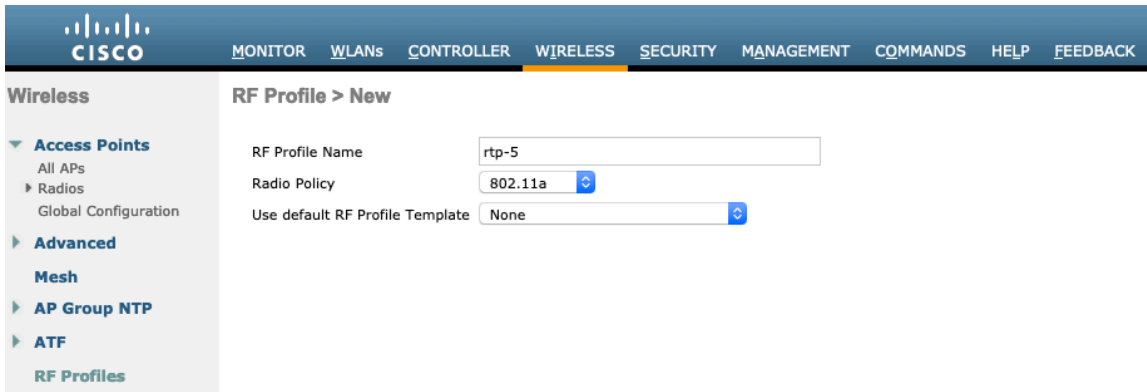 CISCO
MONITOR WLANs CONTROLLER WIRELESS SECURITY MANAGEMENT COMMANDS HELP FEEDBACK
Wireless
Access Points
All APs
Radios
Global Configuration
Advanced
Mesh
AP Group NTP
ATF
RF Profiles
RF Profile > New
RF Profile Name rtp-5
Radio Policy 802.11a
Use default RF Profile Template None